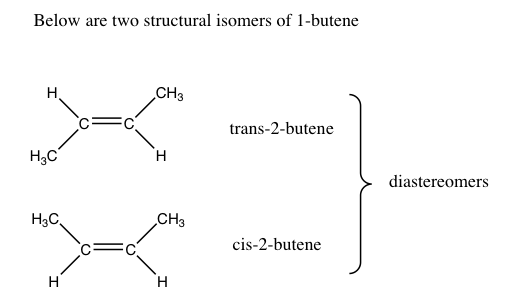 Below are two structural isomers of 1-butene
H CH₃
C C
H₃C H
trans-2-butene
diastereomers
H₃C CH₃
C C
H H
cis-2-butene